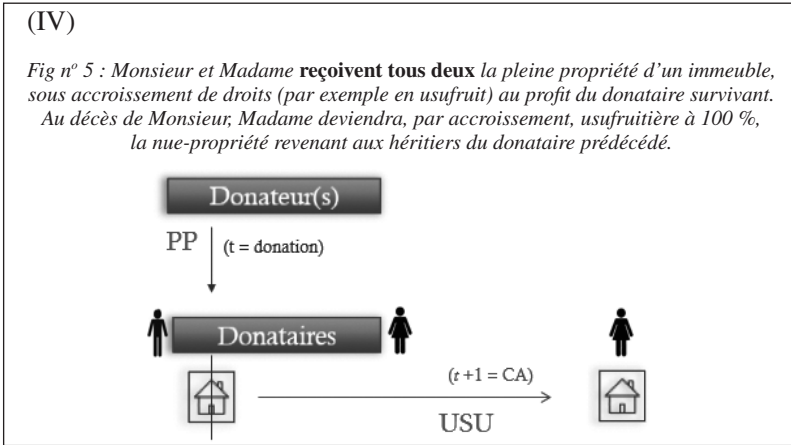 (IV)
Fig nº 5 : Monsieur et Madame reçoivent tous deux la pleine propriété d’un immeuble,
sous accroissement de droits (par exemple en usufruit) au profit du donataire survivant.
Au décès de Monsieur, Madame deviendra, par accroissement, usufruitière à 100 %,
la nue-propriété revenant aux héritiers du donataire prédécédé.
Donateur(s)
PP (t = donation)
Donataires
(t +1 = CA)
USU